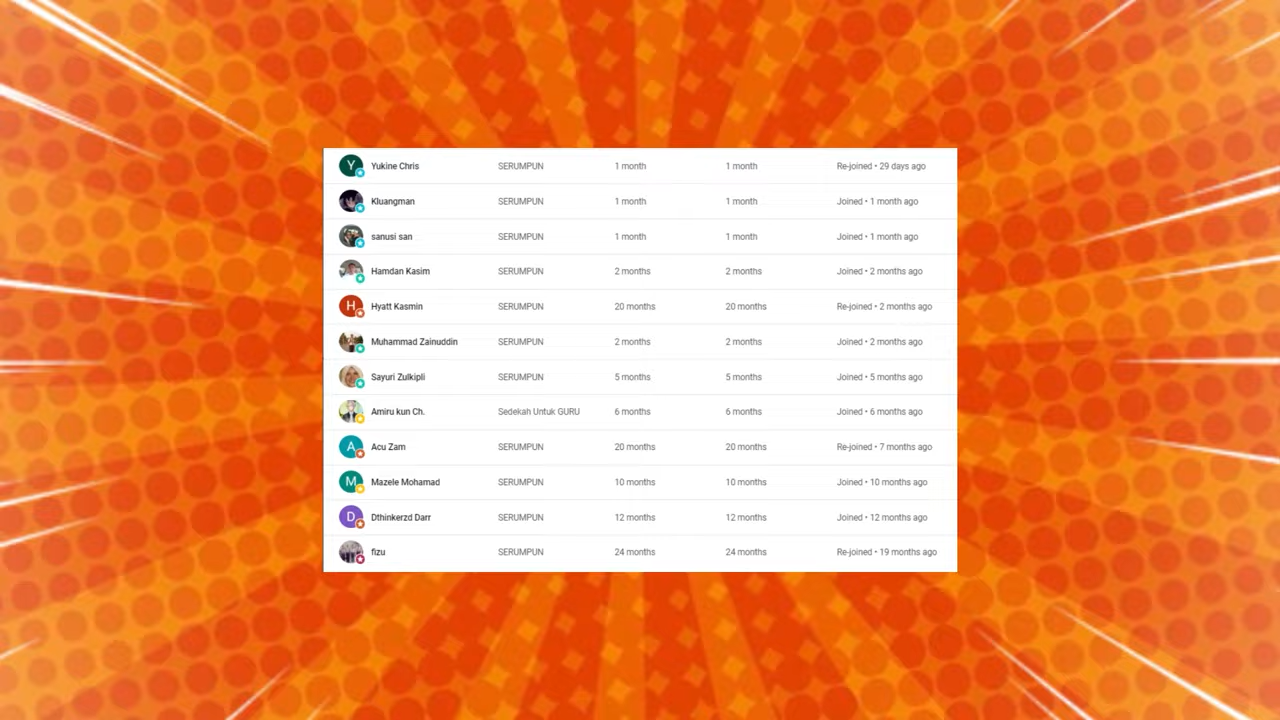 Y Yukine Chris SERUMPUN 1 month 1 month Re-joined • 29 days ago
Kluangman SERUMPUN 1 month 1 month Joined • 1 month ago
sanusi san SERUMPUN 1 month 1 month Joined • 1 month ago
Hamdan Kasim SERUMPUN 2 months 2 months Joined • 2 months ago
H Hyatt Kasmin SERUMPUN 20 months 20 months Re-joined • 2 months ago
Muhammad Zainuddin SERUMPUN 2 months 2 months Joined • 2 months ago
Sayuri Zulkipli SERUMPUN 5 months 5 months Joined • 5 months ago
Amiru kun Ch. Sedekah Untuk GURU 6 months 6 months Joined • 6 months ago
A Acu Zam SERUMPUN 20 months 20 months Re-joined • 7 months ago
M Mazele Mohamad SERUMPUN 10 months 10 months Joined • 10 months ago
D Dthinkerzd Darr SERUMPUN 12 months 12 months Joined • 12 months ago
fizu SERUMPUN 24 months 24 months Re-joined • 19 months ago